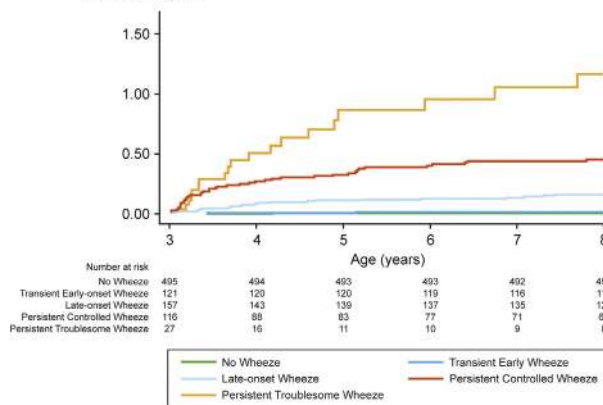 1.50
1.00
0.50
0.00
3 4 5 6 7 8
Age (years)
Number at risk
No Wheeze 495 494 493 493 492
Transient Early-onset Wheeze 121 120 120 119 116
Late-onset Wheeze 157 143 139 137 135
Persistent Controlled Wheeze 116 88 83 77 71
Persistent Troublesome Wheeze 27 16 11 10 9
No Wheeze Transient Early Wheeze
Late-onset Wheeze Persistent Controlled Wheeze
Persistent Troublesome Wheeze